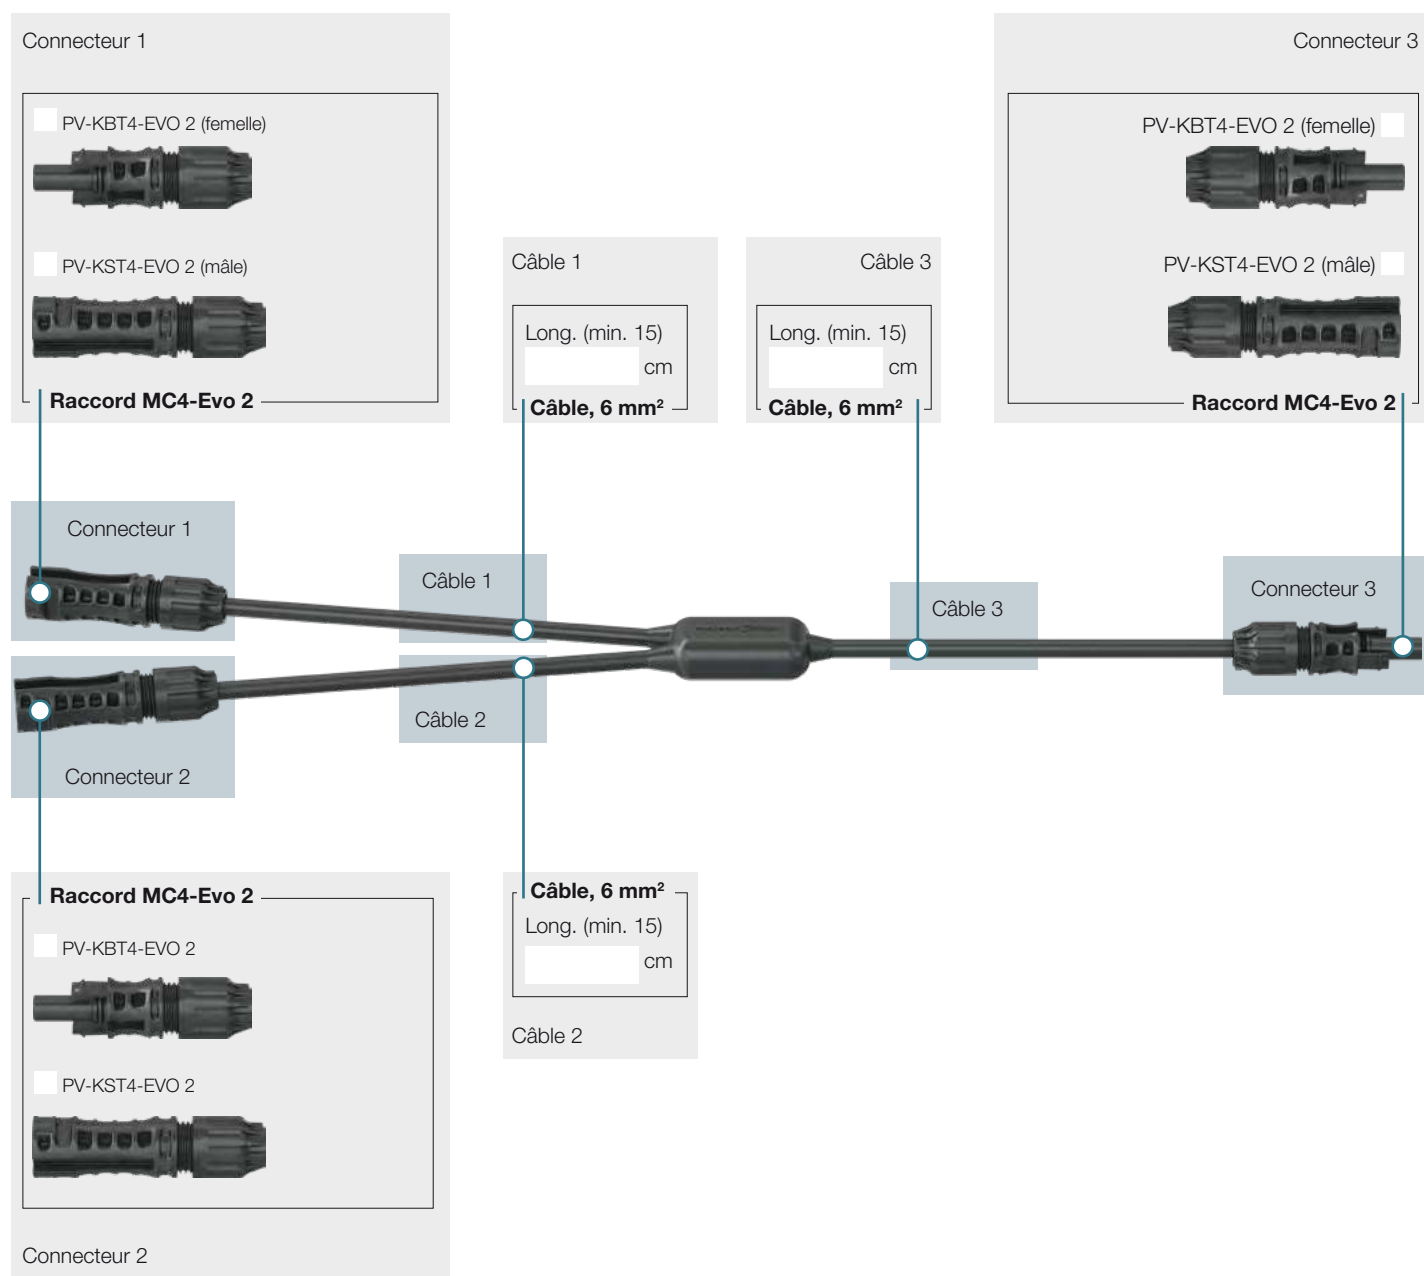 Connecteur 1
PV-KBT4-EVO 2 (femelle)
PV-KST4-EVO 2 (mâle)
Raccord MC4-Evo 2
Câble 1
Long. (min. 15)
cm
Câble, 6 mm²
Câble 3
Long. (min. 15)
cm
Câble, 6 mm²
Connecteur 3
PV-KBT4-EVO 2 (femelle)
PV-KST4-EVO 2 (mâle)
Raccord MC4-Evo 2
Connecteur 1
Câble 1
Câble 3
Connecteur 3
Câble 2
Connecteur 2
Raccord MC4-Evo 2
PV-KBT4-EVO 2
PV-KST4-EVO 2
Connecteur 2
Câble, 6 mm²
Long. (min. 15)
cm
Câble 2